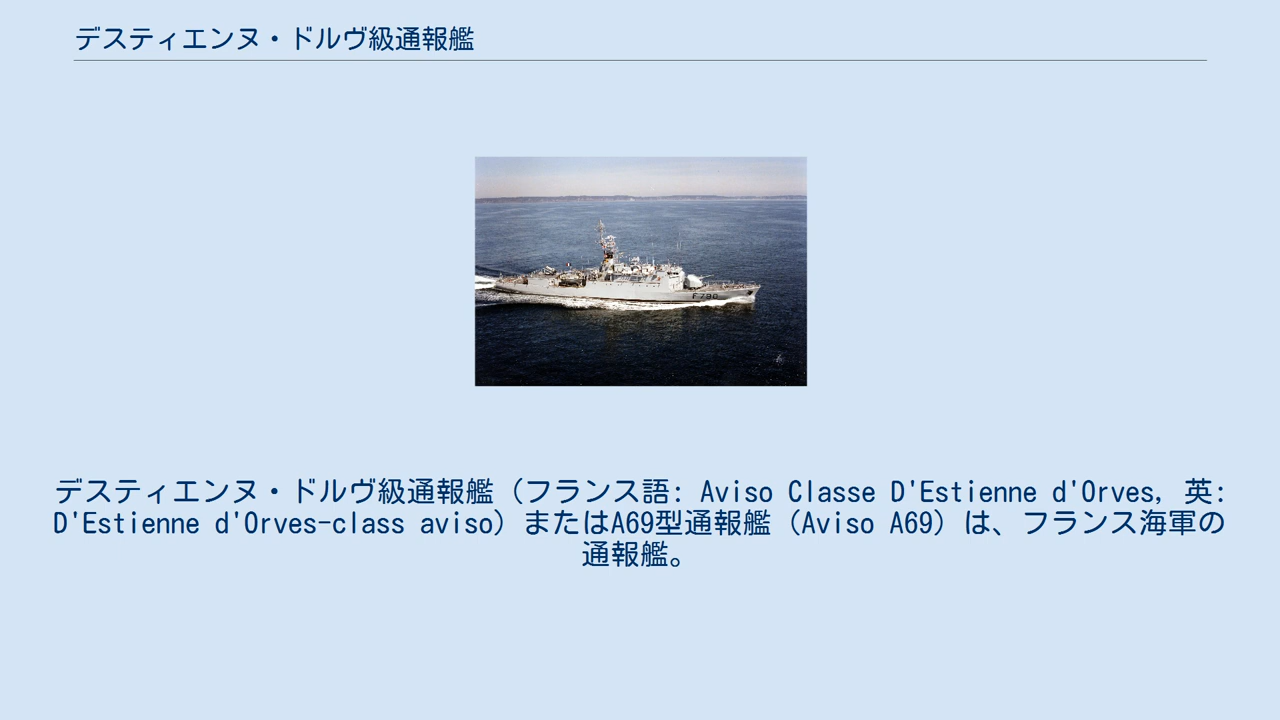 デスティエンヌ・ドルヴ級通報艦
F 790
デスティエンヌ・ドルヴ級通報艦（フランス語: Aviso Classe D'Estienne d'Orves, 英:
D'Estienne d'Orves-class aviso）またはA69型通報艦（Aviso A69）は、フランス海軍の
通報艦。